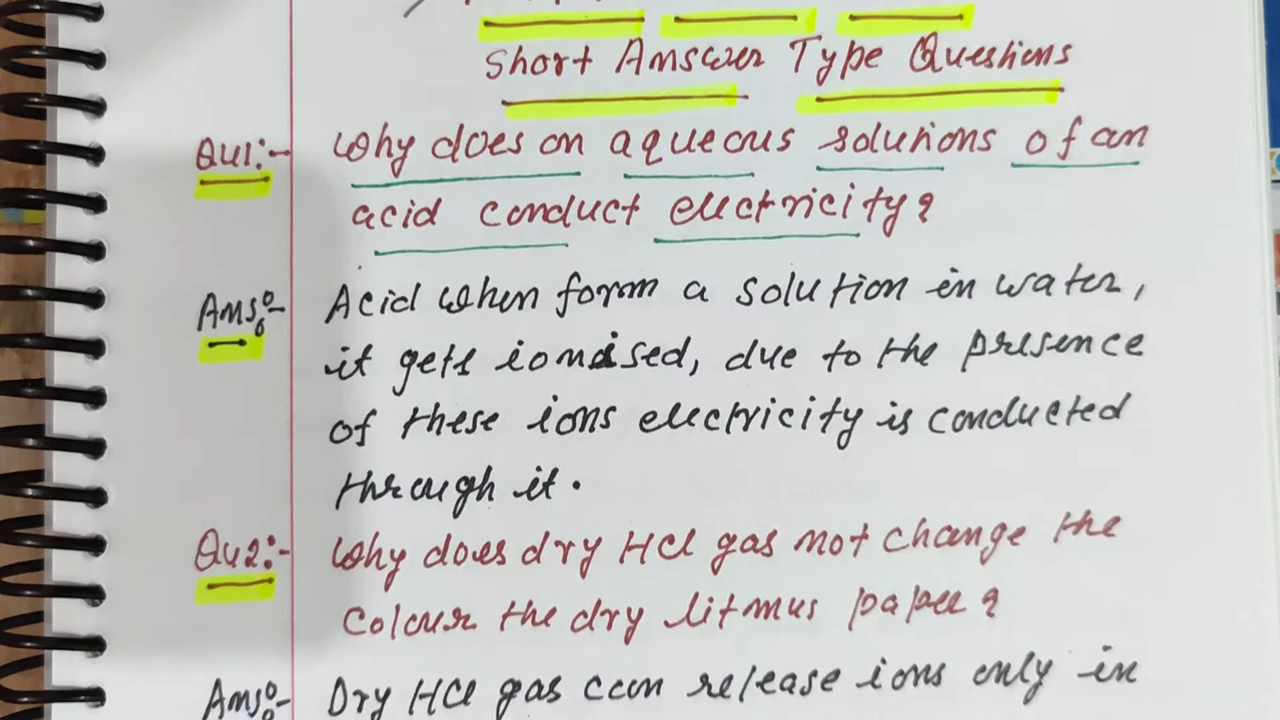 Short Answer Type Questions
Qu1:- Why does an aqueous solutions of an
acid conduct electricity?
Ans:- Acid when form a solution in water,
it gets ionised, due to the presence
of these ions electricity is conducted
through it.
Qu2:- Why does dry HCl gas not change the
colour the dry litmus paper?
Ans:- Dry HCl gas can release ions only in